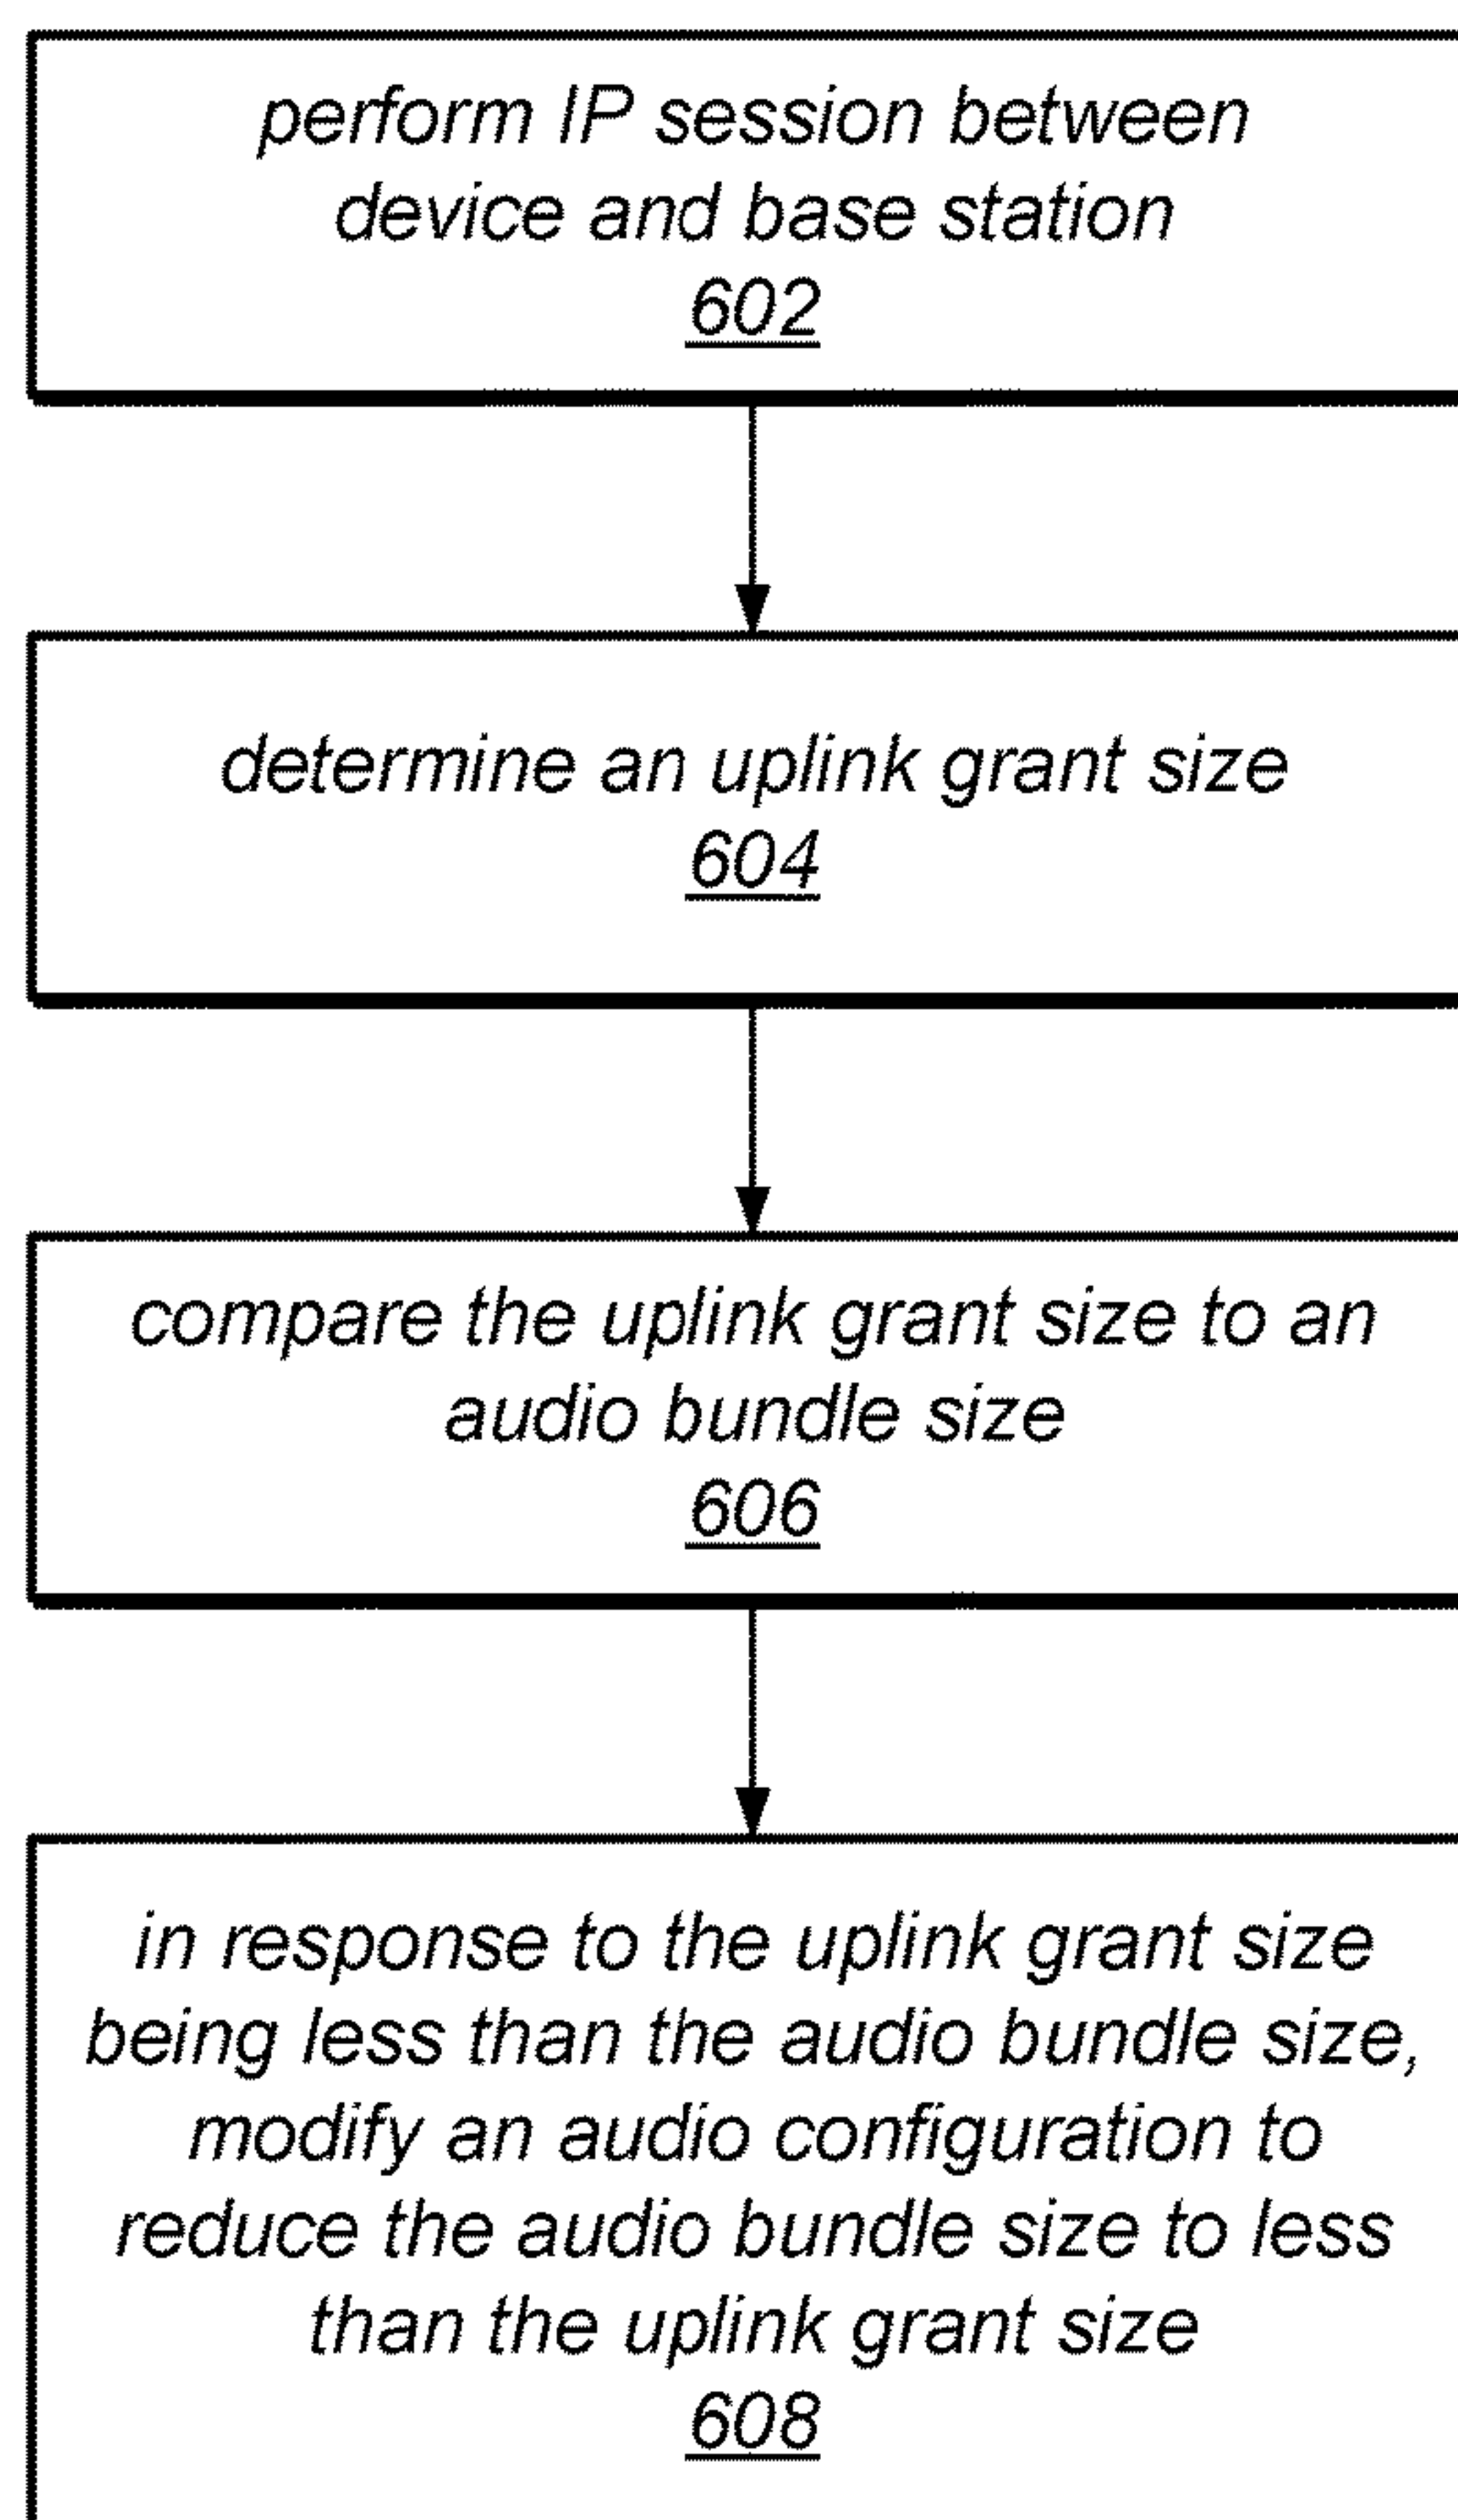 perform IP session between
device and base station
602
determine an uplink grant size
604
compare the uplink grant size to an
audio bundle size
606
in response to the uplink grant size
being less than the audio bundle size,
modify an audio configuration to
reduce the audio bundle size to less
than the uplink grant size
608